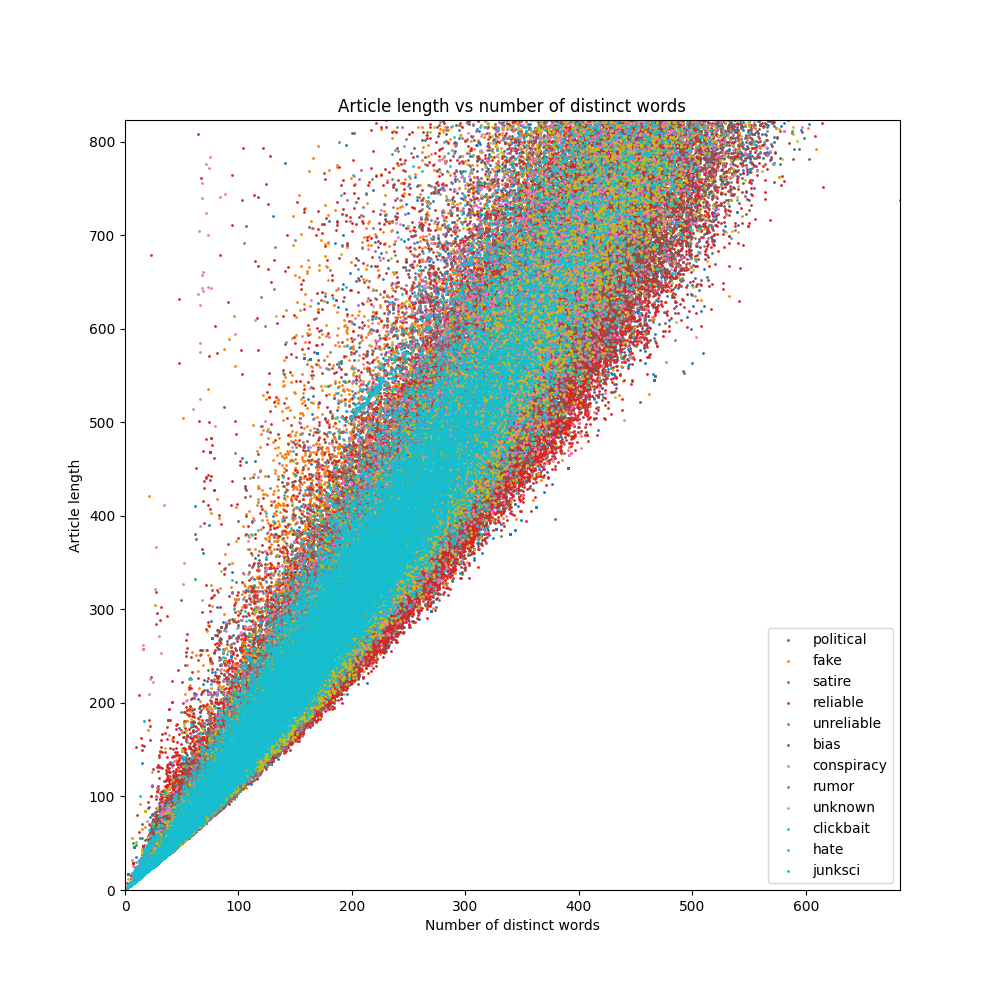 Article length vs number of distinct words
Article length
800
700
600
500
400
300
200
100
0
0 100 200 300 400 500 600
Number of distinct words
political
fake
satire
reliable
unreliable
bias
conspiracy
rumor
unknown
clickbait
hate
junksci